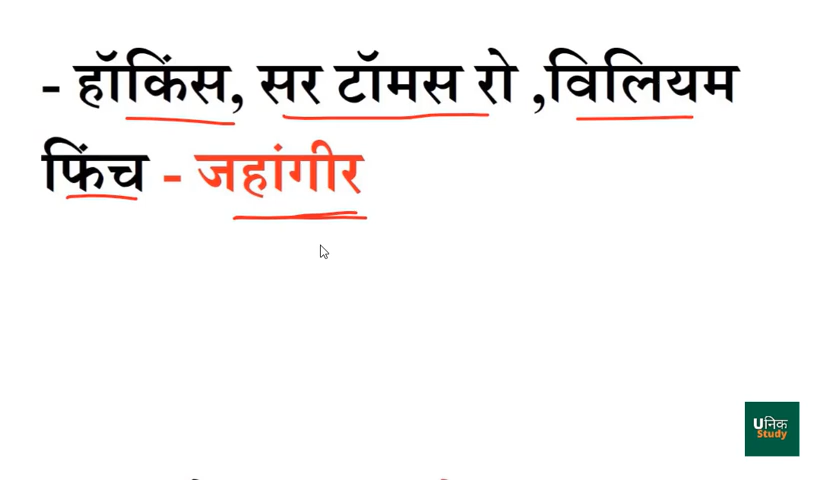 - हॉकिंस, सर टॉमस रो ,विलियम
फिंच - जहांगीर
Uनिक
Study